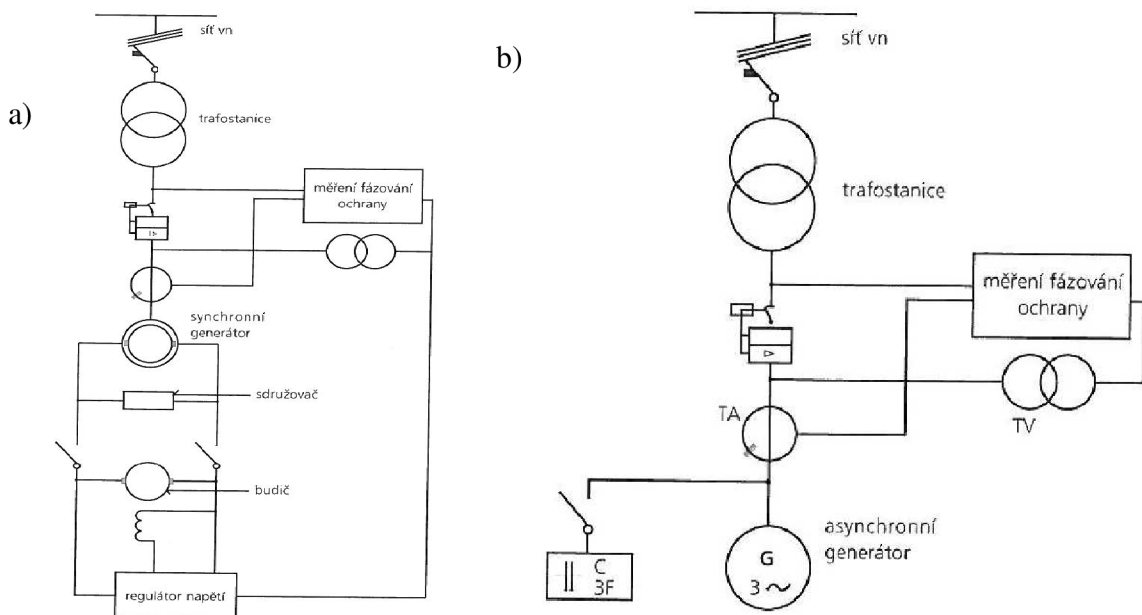 a)
síť vn
trafostanice
měření fázování
ochrany
synchronní
generátor
sdružovač
budič
regulátor napětí
b)
síť vn
trafostanice
měření fázování
ochrany
TA
TV
asynchronní
generátor
G
3 ~
C
3F